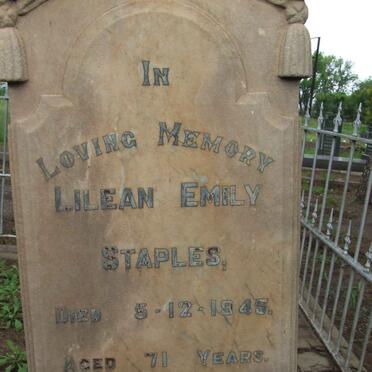 In
Loving Memory
Lilean Emily
Staples,
Died 5-12-1945.
Aged 71 Years.